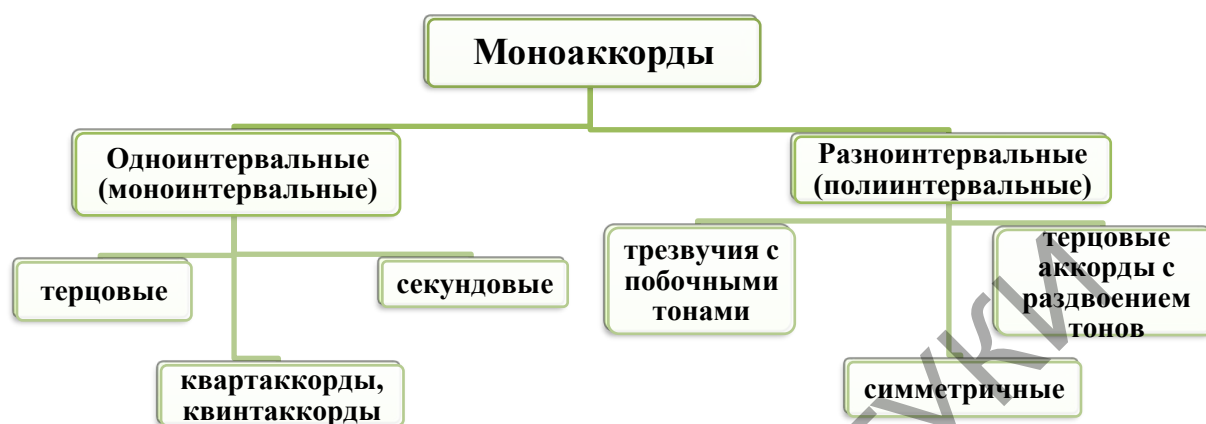 Моноаккорды
Одноинтервальные
(моноинтервальные)
Разноинтервальные
(полиинтервальные)
терцовые
секундовые
трезвучия с
побочными
тонами
терцовые
аккорды с
раздвоением
тонов
квартаккорды,
квинтаккорды
симметричные